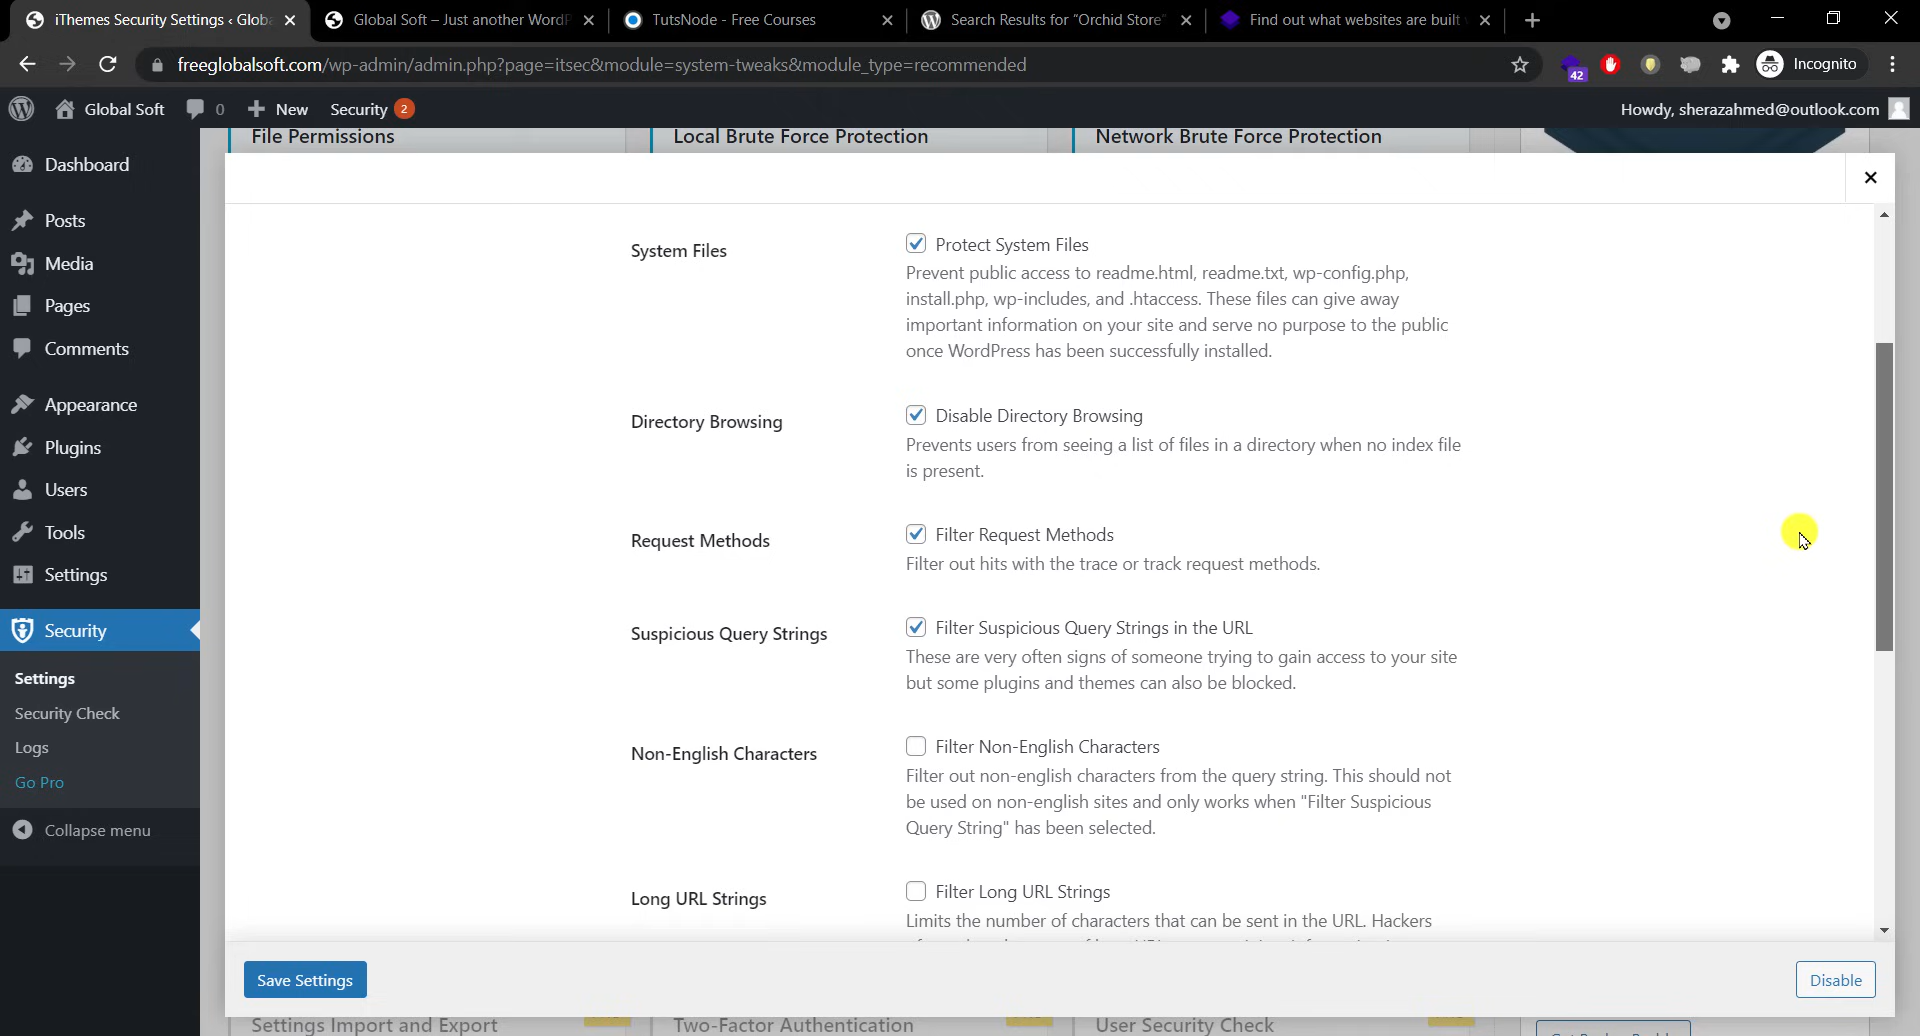 iThemes Security Settings ‹ Globa
Global Soft – Just another WordP
TutsNode - Free Courses
Search Results for "Orchid Store"
Find out what websites are built
freeglobalsoft.com/wp-admin/admin.php?page=itsec&module=system-tweaks&module_type=recommended
42
Incognito
Global Soft
0
New
Security 2
Howdy, sherazahmed@outlook.com
Dashboard
Posts
Media
Pages
Comments
Appearance
Plugins
Users
Tools
Settings
Security
Settings
Security Check
Logs
Go Pro
Collapse menu
File Permissions
Local Brute Force Protection
Network Brute Force Protection
System Files
Protect System Files
Prevent public access to readme.html, readme.txt, wp-config.php,
install.php, wp-includes, and .htaccess. These files can give away
important information on your site and serve no purpose to the public
once WordPress has been successfully installed.
Directory Browsing
Disable Directory Browsing
Prevents users from seeing a list of files in a directory when no index file
is present.
Request Methods
Filter Request Methods
Filter out hits with the trace or track request methods.
Suspicious Query Strings
Filter Suspicious Query Strings in the URL
These are very often signs of someone trying to gain access to your site
but some plugins and themes can also be blocked.
Non-English Characters
Filter Non-English Characters
Filter out non-english characters from the query string. This should not
be used on non-english sites and only works when "Filter Suspicious
Query String" has been selected.
Long URL Strings
Filter Long URL Strings
Limits the number of characters that can be sent in the URL. Hackers
Save Settings
Disable
Settings Import and Export
Two-Factor Authentication
User Security Check